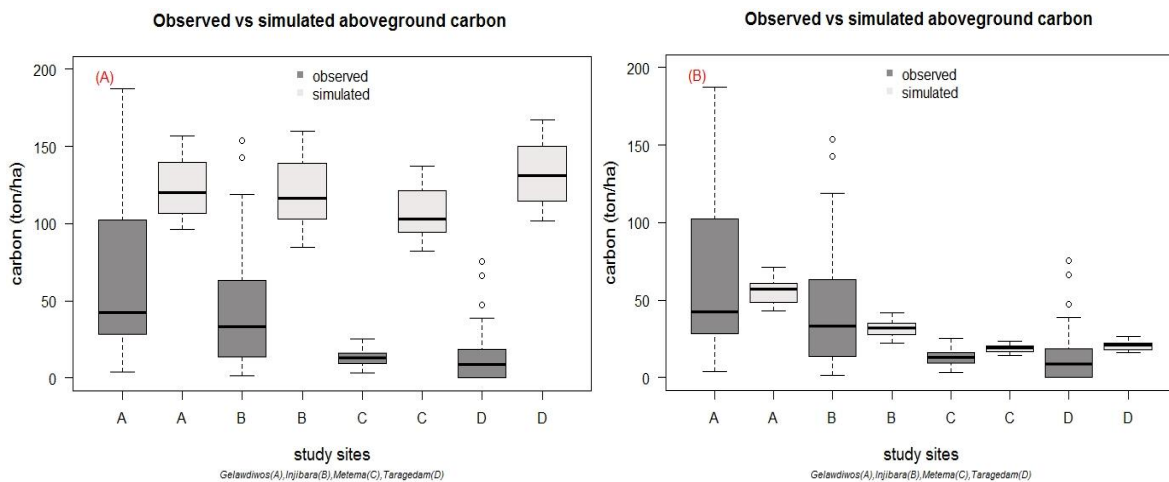 Observed vs simulated aboveground carbon
(A)
observed
simulated
200
150
100
50
0
carbon (ton/ha)
A A B B C C D D
study sites
Gelawdiwos(A),Injibara(B),Metema(C),Taragedam(D)
Observed vs simulated aboveground carbon
(B)
observed
simulated
200
150
100
50
0
carbon (ton/ha)
A A B B C C D D
study sites
Gelawdiwos(A),Injibara(B),Metema(C),Taragedam(D)